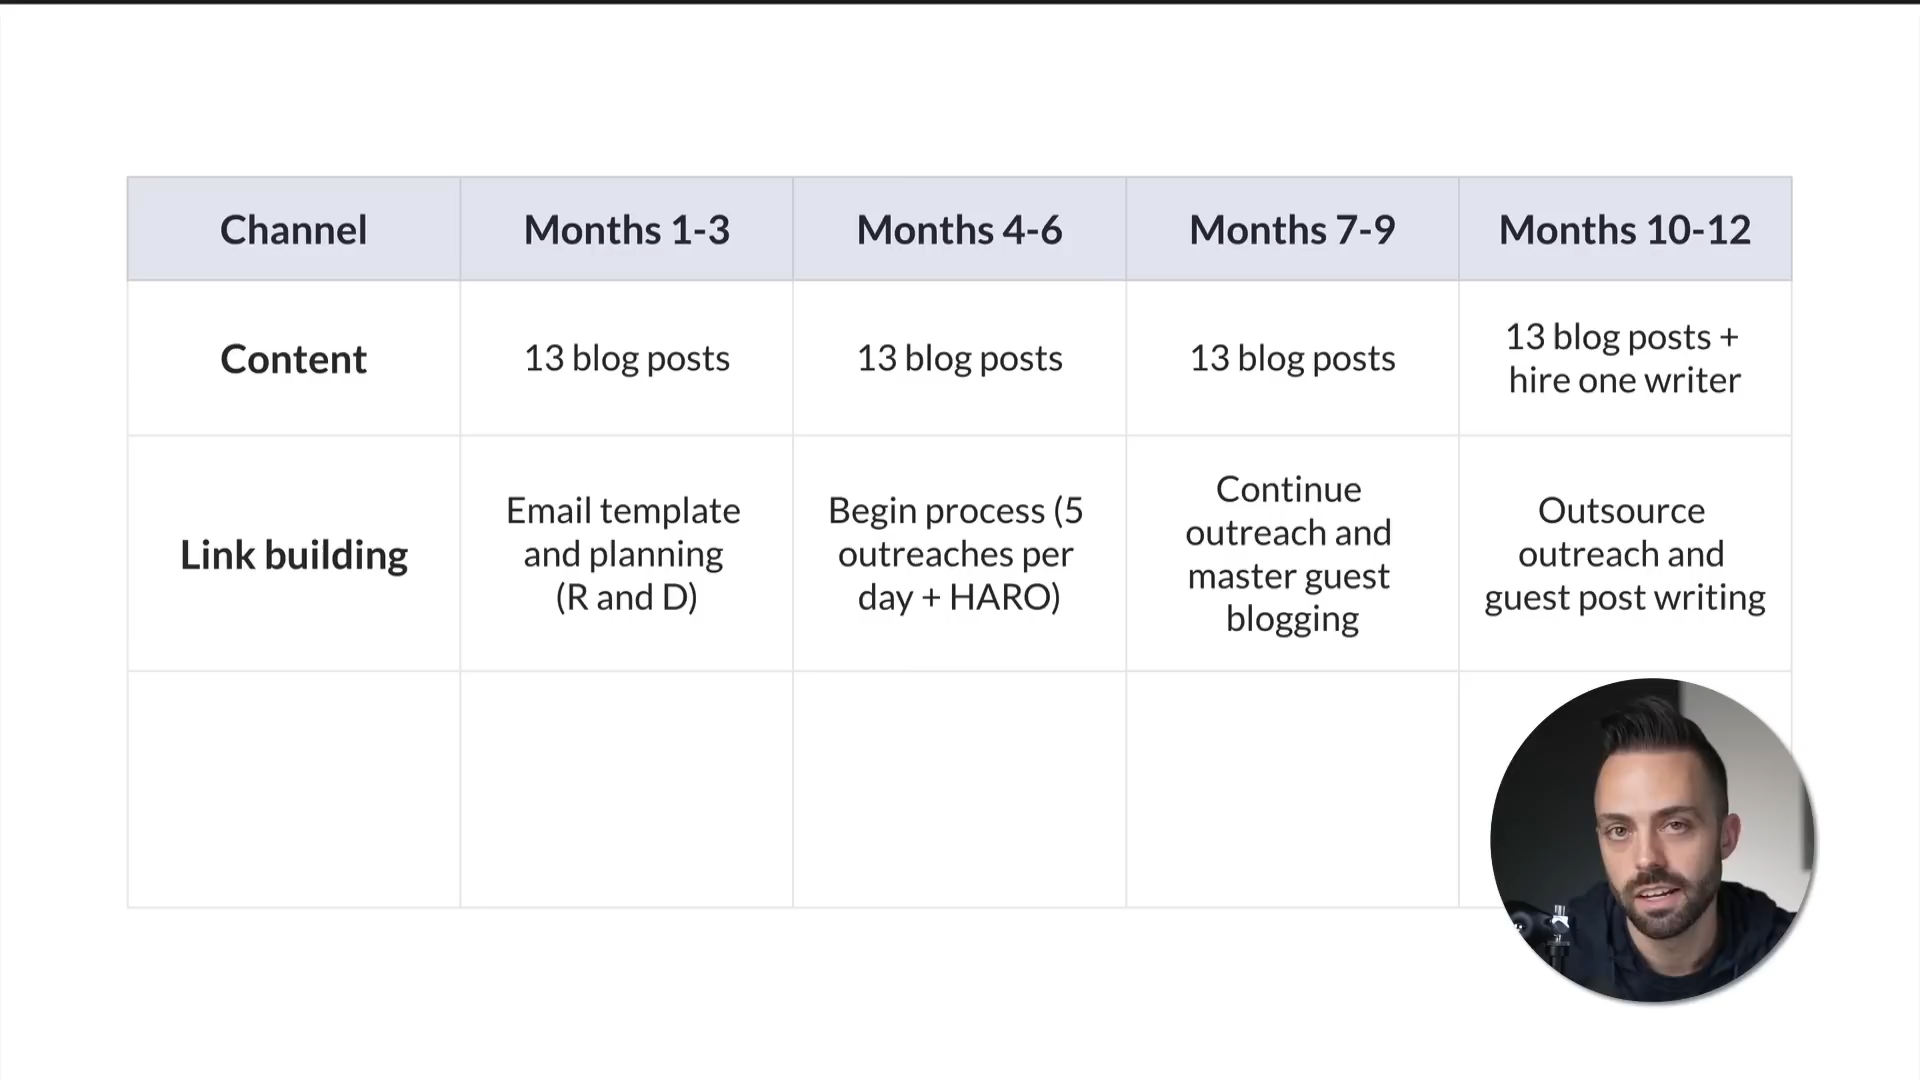 Channel
Months 1-3
Months 4-6
Months 7-9
Months 10-12
Content
13 blog posts
13 blog posts
13 blog posts
13 blog posts +
hire one writer
Link building
Email template
and planning
(R and D)
Begin process (5
outreaches per
day + HARO)
Continue
outreach and
master guest
blogging
Outsource
outreach and
guest post writing